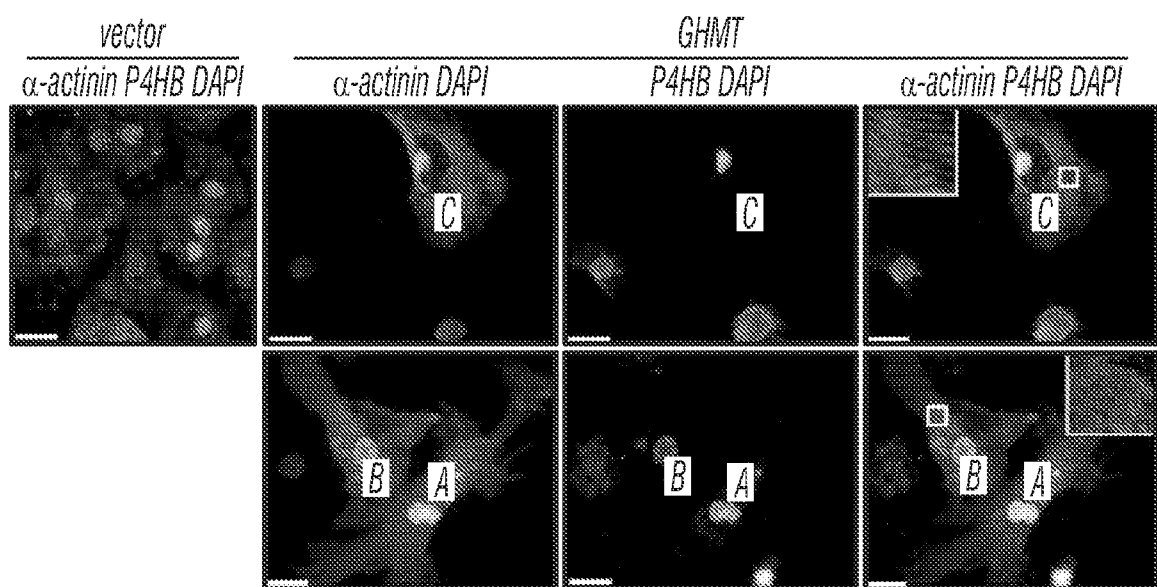 vector
GHMT
α-actinin P4HB DAPI
α-actinin DAPI
P4HB DAPI
α-actinin P4HB DAPI
C
C
C
B
A
B
A
B
A